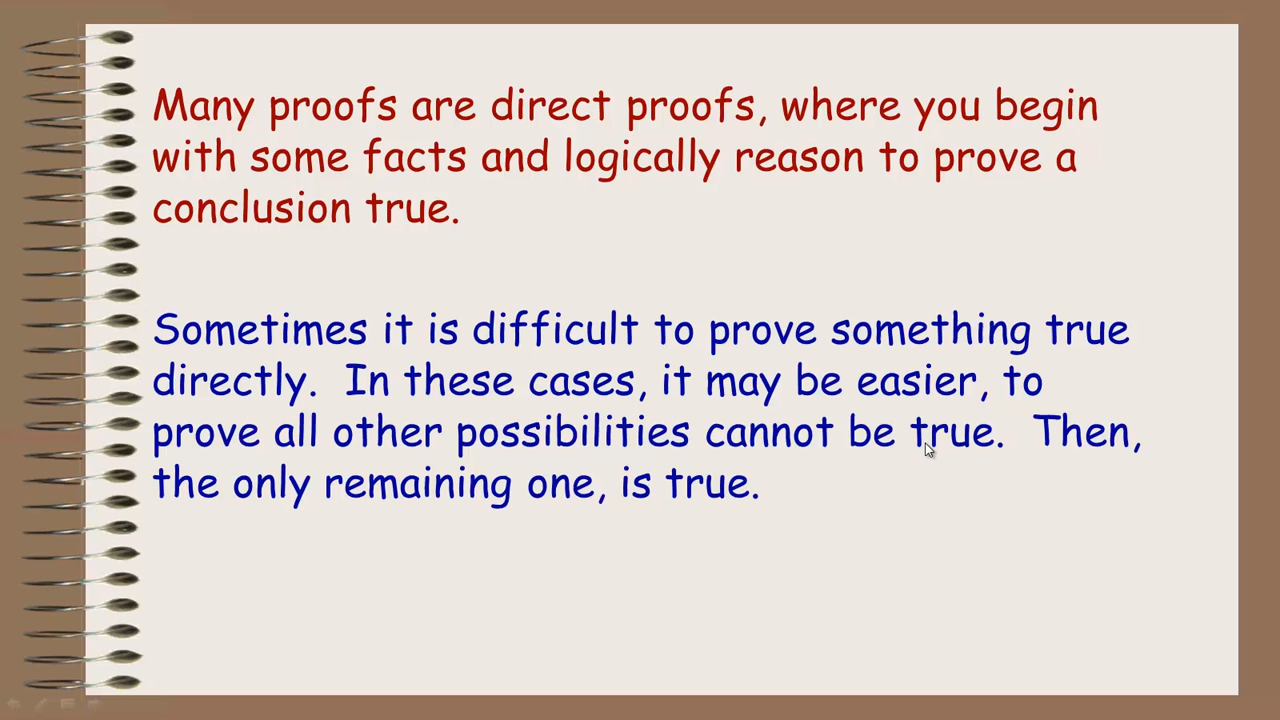 Many proofs are direct proofs, where you begin
with some facts and logically reason to prove a
conclusion true.
Sometimes it is difficult to prove something true
directly.  In these cases, it may be easier, to
prove all other possibilities cannot be true.  Then,
the only remaining one, is true.